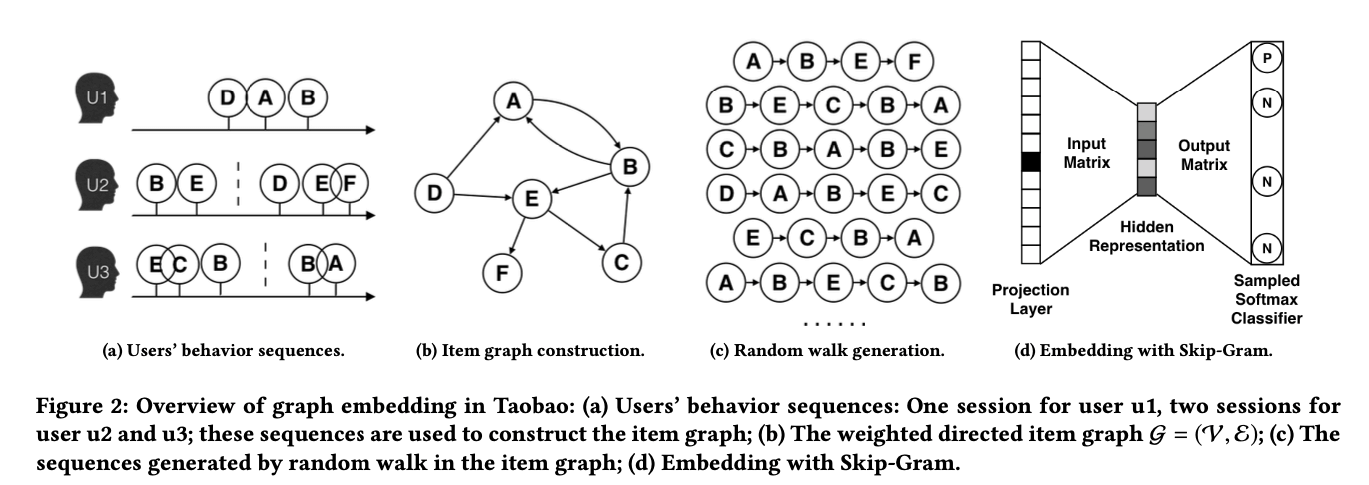 U1 D A B
U2 B E D E F
U3 E C B B A
(a) Users’ behavior sequences.
A
B
D
E
F
C
(b) Item graph construction.
A B E F
B E C B A
C B A B E
D A B E C
E C B A
A B E C B
. . . . . .
(c) Random walk generation.
Input
Matrix
Output
Matrix
Hidden
Representation
P
N
N
N
Projection
Layer
Sampled
Softmax
Classifier
(d) Embedding with Skip-Gram.
Figure 2: Overview of graph embedding in Taobao: (a) Users’ behavior sequences: One session for user u1, two sessions for
user u2 and u3; these sequences are used to construct the item graph; (b) The weighted directed item graph 𝒢 = (𝒱, ℰ); (c) The
sequences generated by random walk in the item graph; (d) Embedding with Skip-Gram.